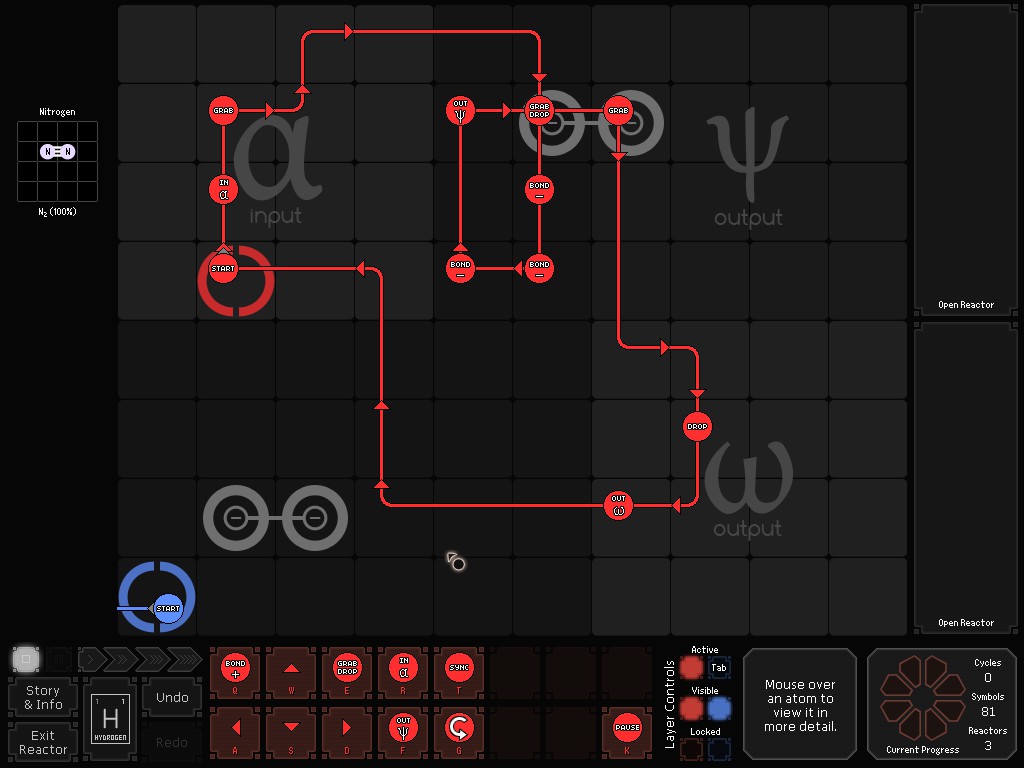 OUT
ψ
GRAB
GRAB
DROP
GRAB
Nitrogen
N = N
N₂ (100%)
α
input
ψ
output
IN
α
BOND
−
START
BOND
−
BOND
−
Open Reactor
DROP
ω
output
OUT
ω
START
Open Reactor
Story
& Info
Exit
Reactor
1 1
H
HYDROGEN
Undo
Redo
BOND
+
Q
W
GRAB
DROP
E
IN
α
R
SYNC
T
A
S
D
OUT
ψ
F
G
PAUSE
K
Layer Controls
Active
Tab
Visible
Locked
Mouse over
an atom to
view it in
more detail.
Cycles
0
Symbols
81
Reactors
3
Current Progress